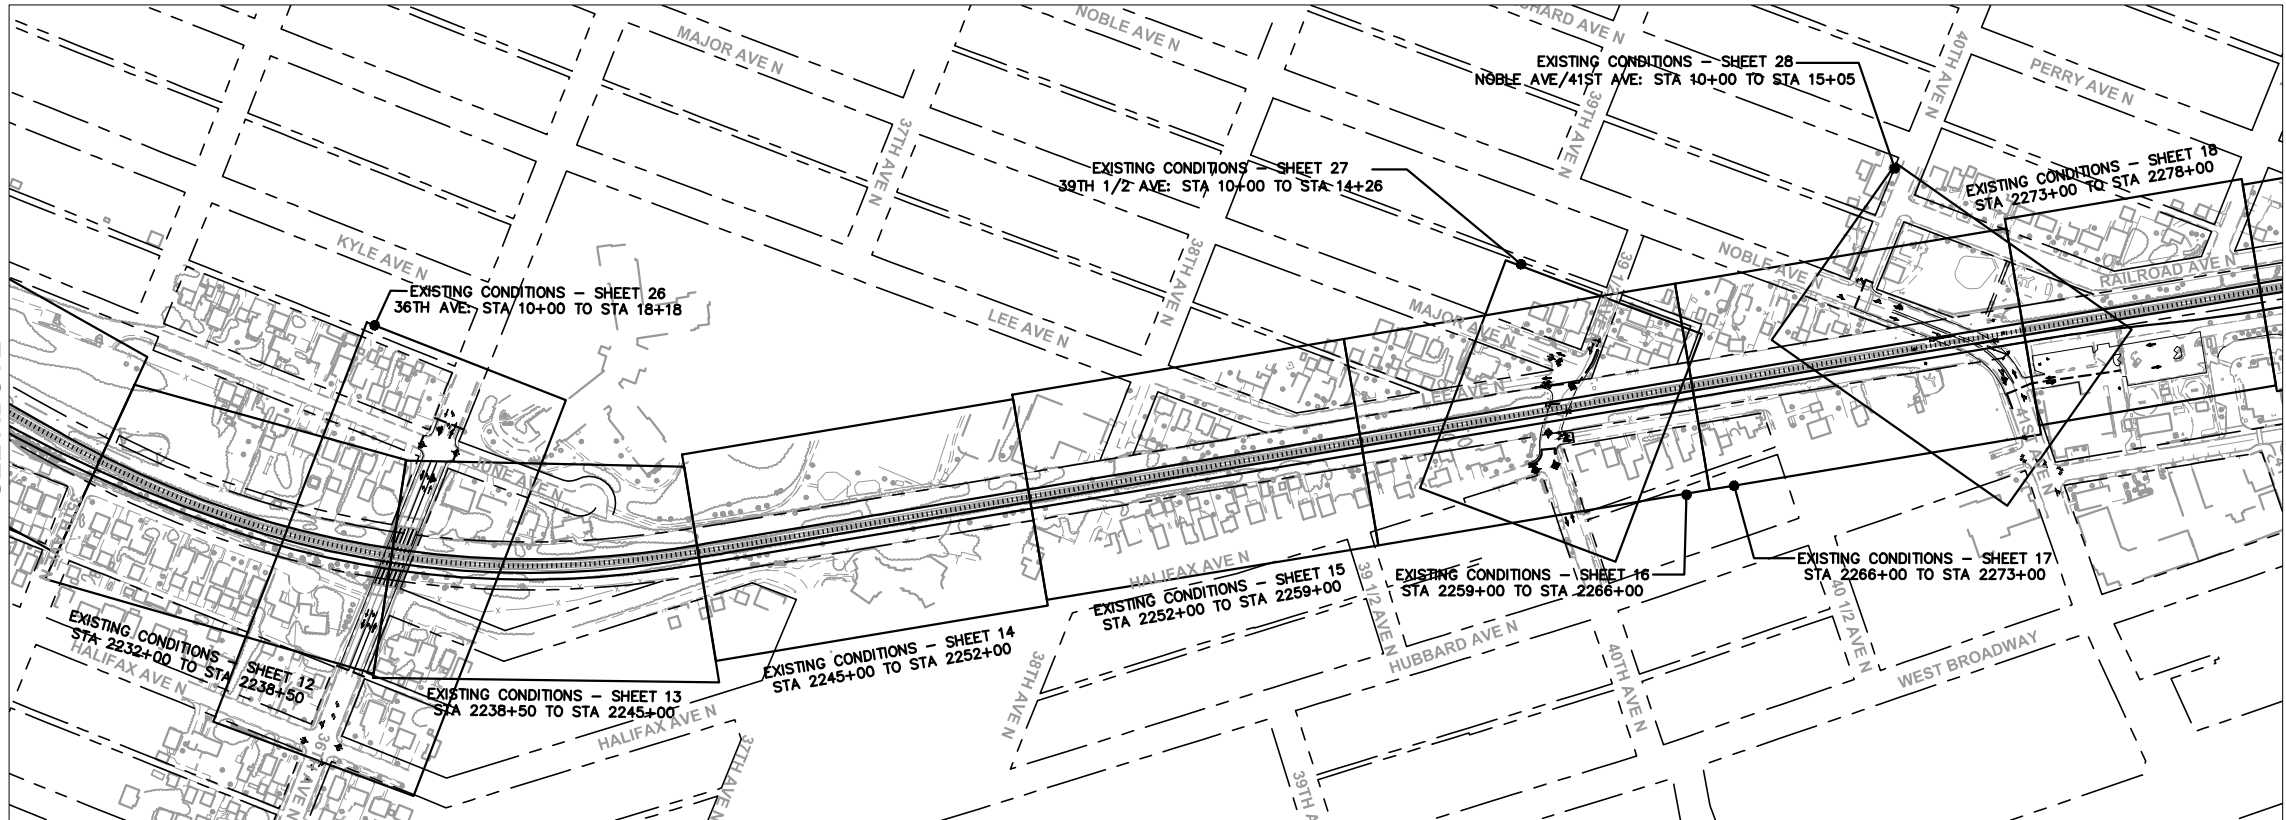 MAJOR AVE N
NOBLE AVE N
CHARD AVE N
40TH AVE N
PERRY AVE N
EXISTING CONDITIONS – SHEET 28
NOBLE AVE/41ST AVE: STA 10+00 TO STA 15+05
37TH AVE N
39TH AVE N
EXISTING CONDITIONS – SHEET 27
39TH 1/2 AVE: STA 10+00 TO STA 14+26
EXISTING CONDITIONS – SHEET 18
STA 2273+00 TO STA 2278+00
KYLE AVE N
38TH AVE N
39 1/2 AVE N
NOBLE AVE
RAILROAD AVE N
EXISTING CONDITIONS – SHEET 26
36TH AVE: STA 10+00 TO STA 18+18
LEE AVE N
MAJOR AVE N
LEE AVE N
JUNE AVE N
41ST AVE N
HALIFAX AVE N
EXISTING CONDITIONS – SHEET 15
STA 2252+00 TO STA 2259+00
39 1/2 AVE N
EXISTING CONDITIONS – SHEET 16
STA 2259+00 TO STA 2266+00
EXISTING CONDITIONS – SHEET 17
STA 2266+00 TO STA 2273+00
40 1/2 AVE N
EXISTING CONDITIONS – SHEET 12
STA 2232+00 TO STA 2238+50
HALIFAX AVE N
EXISTING CONDITIONS – SHEET 13
STA 2238+50 TO STA 2245+00
EXISTING CONDITIONS – SHEET 14
STA 2245+00 TO STA 2252+00
38TH AVE N
HUBBARD AVE N
40TH AVE N
WEST BROADWAY
HALIFAX AVE N
36TH AVE N
37TH AVE N
39TH A